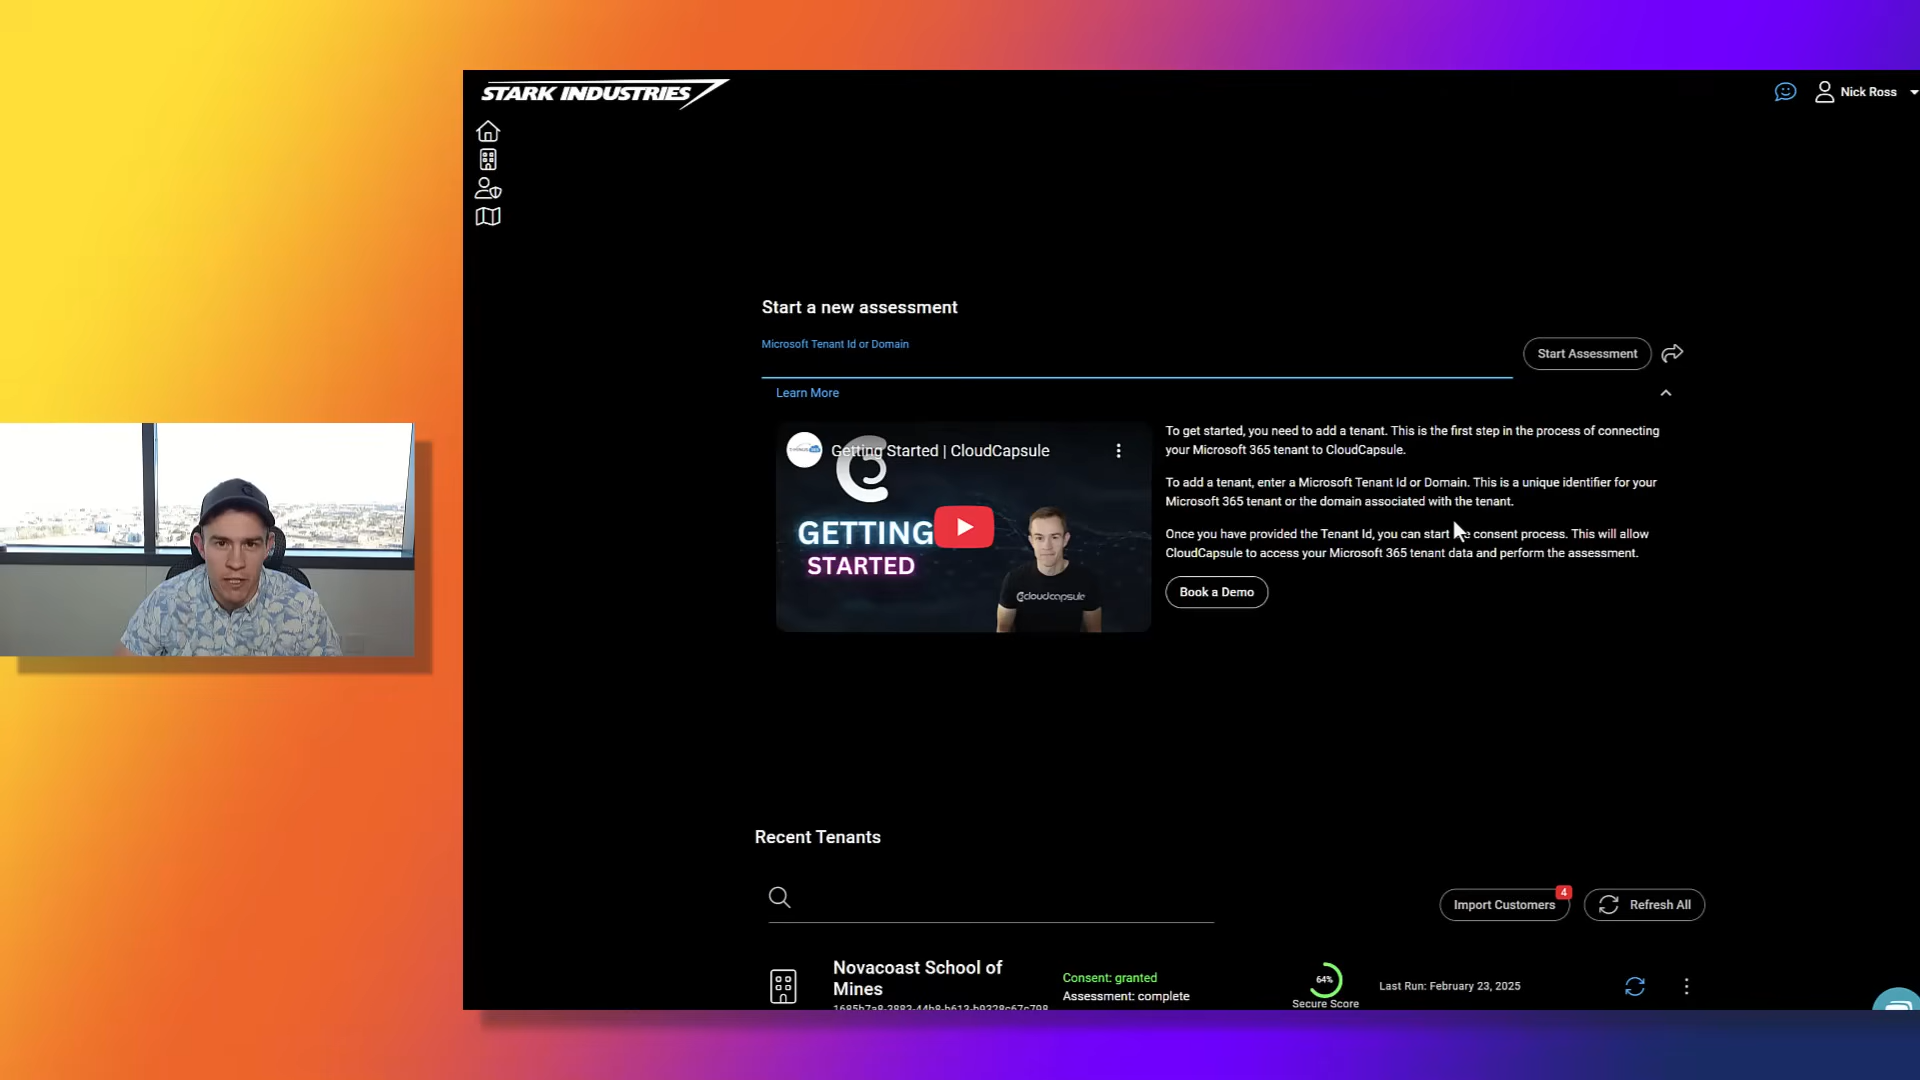 STARK INDUSTRIES
Nick Ross
Start a new assessment
Microsoft Tenant Id or Domain
Start Assessment
Learn More
Getting Started | CloudCapsule
GETTING
STARTED
cloudcapsule
To get started, you need to add a tenant. This is the first step in the process of connecting
your Microsoft 365 tenant to CloudCapsule.
To add a tenant, enter a Microsoft Tenant Id or Domain. This is a unique identifier for your
Microsoft 365 tenant or the domain associated with the tenant.
Once you have provided the Tenant Id, you can start the consent process. This will allow
CloudCapsule to access your Microsoft 365 tenant data and perform the assessment.
Book a Demo
Recent Tenants
Import Customers
4
Refresh All
Novacoast School of
Mines
Consent: granted
Assessment: complete
64%
Secure Score
Last Run: February 23, 2025